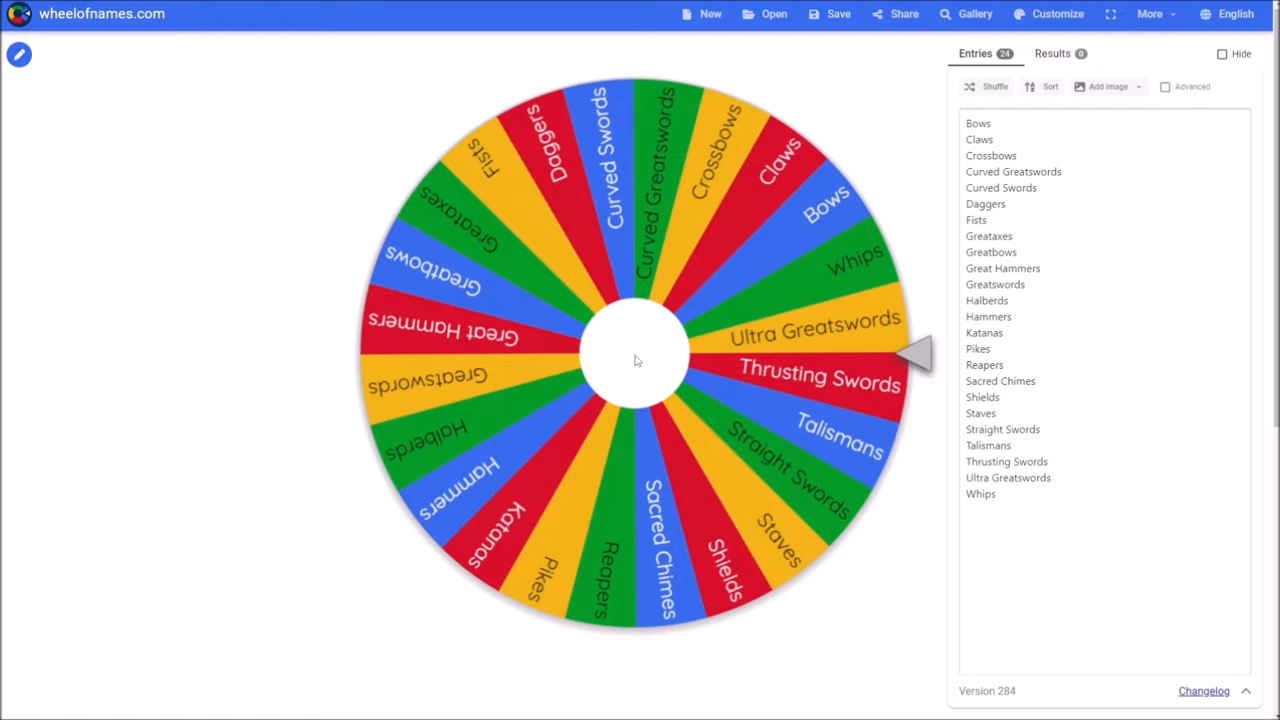 wheelofnames.com
New
Open
Save
Share
Gallery
Customize
More
English
Entries 24
Results 0
Hide
Shuffle
Sort
Add image
Advanced
Bows
Claws
Crossbows
Curved Greatswords
Curved Swords
Daggers
Fists
Greataxes
Greatbows
Great Hammers
Greatswords
Halberds
Hammers
Katanas
Pikes
Reapers
Sacred Chimes
Shields
Staves
Straight Swords
Talismans
Thrusting Swords
Ultra Greatswords
Whips
Version 284
Changelog
Curved Greatswords
Crossbows
Claws
Bows
Whips
Ultra Greatswords
Thrusting Swords
Talismans
Straight Swords
Staves
Shields
Sacred Chimes
Reapers
Pikes
Katanas
Hammers
Halberds
Greatswords
Great Hammers
Greatbows
Greataxes
Fists
Daggers
Curved Swords